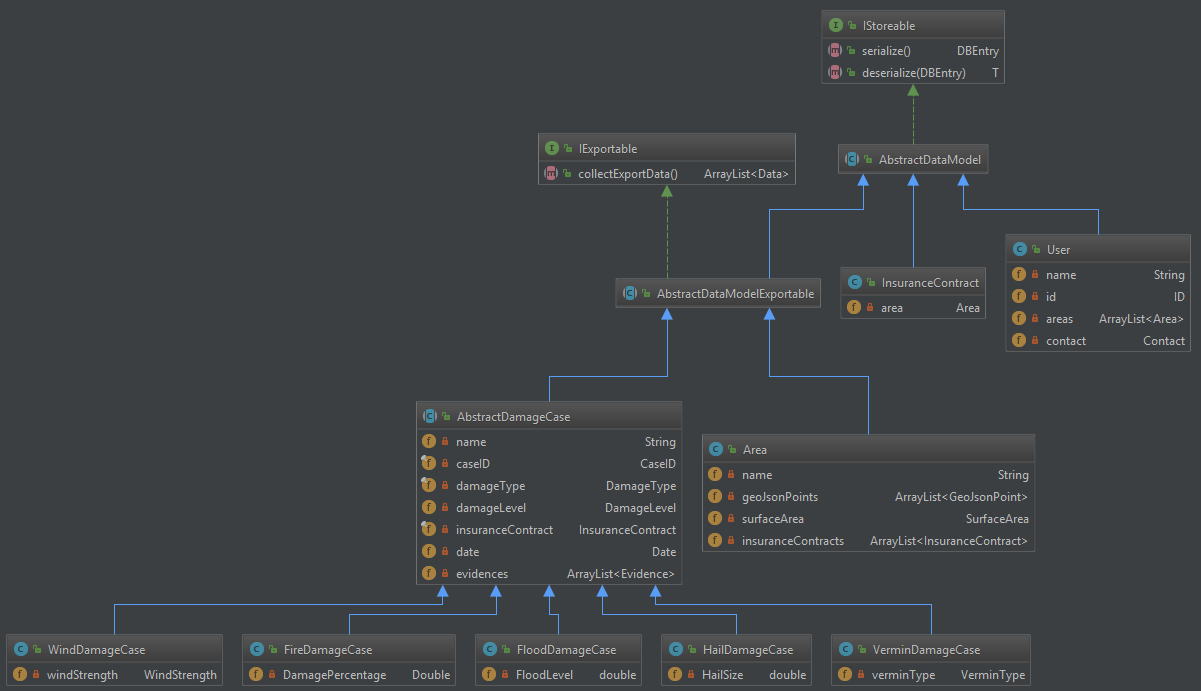 IStoreable
serialize() DBEntry
deserialize(DBEntry) T
IExportable
collectExportData() ArrayList<Data>
AbstractDataModel
User
name String
id ID
areas ArrayList<Area>
contact Contact
InsuranceContract
area Area
AbstractDataModelExportable
AbstractDamageCase
name String
caseID CaseID
damageType DamageType
damageLevel DamageLevel
insuranceContract InsuranceContract
date Date
evidences ArrayList<Evidence>
Area
name String
geoJsonPoints ArrayList<GeoJsonPoint>
surfaceArea SurfaceArea
insuranceContracts ArrayList<InsuranceContract>
WindDamageCase
windStrength WindStrength
FireDamageCase
DamagePercentage Double
FloodDamageCase
FloodLevel double
HailDamageCase
HailSize double
VerminDamageCase
verminType VerminType